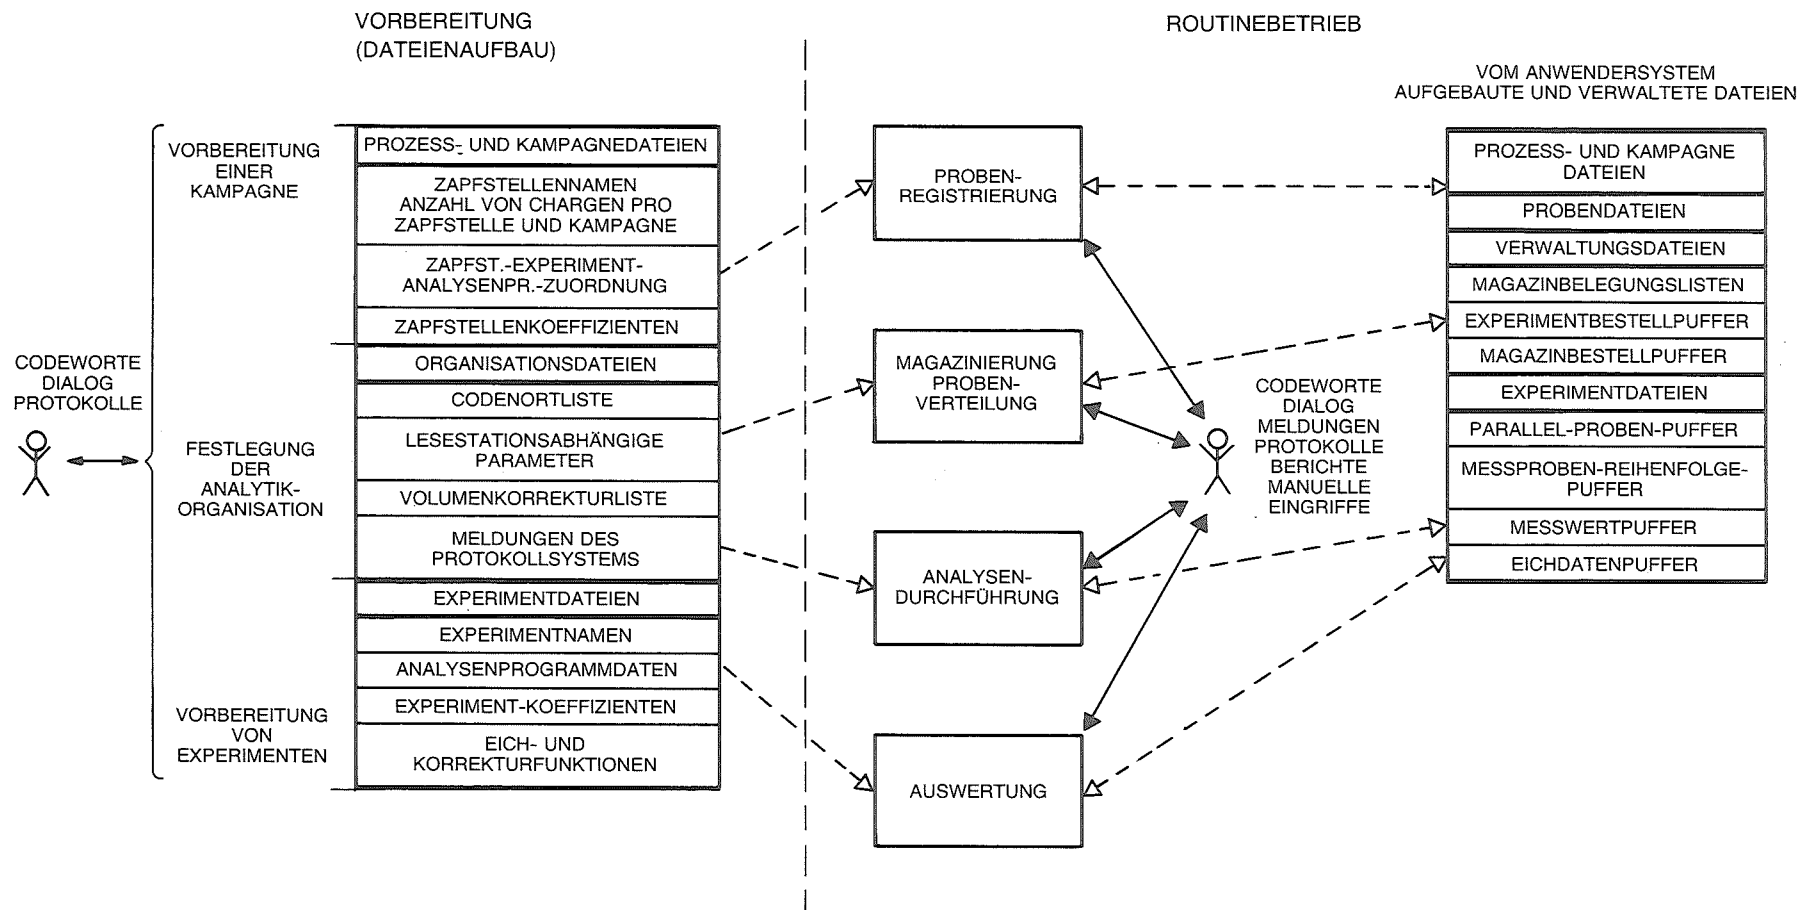 VORBEREITUNG
(DATEIENAUFBAU)
ROUTINEBETRIEB
VOM ANWENDERSYSTEM
AUFGEBAUTE UND VERWALTETE DATEIEN
CODEWORTE
DIALOG
PROTOKOLLE
VORBEREITUNG
EINER
KAMPAGNE
FESTLEGUNG
DER
ANALYTIK-
ORGANISATION
VORBEREITUNG
VON
EXPERIMENTEN
PROZESS- UND KAMPAGNEDATEIEN
ZAPFSTELLENNAMEN
ANZAHL VON CHARGEN PRO
ZAPFSTELLE UND KAMPAGNE
ZAPFST.-EXPERIMENT-
ANALYSENPR.-ZUORDNUNG
ZAPFSTELLENKOEFFIZIENTEN
ORGANISATIONSDATEIEN
CODENORTLISTE
LESESTATIONSABHÄNGIGE
PARAMETER
VOLUMENKORREKTURLISTE
MELDUNGEN DES
PROTOKOLLSYSTEMS
EXPERIMENTDATEIEN
EXPERIMENTNAMEN
ANALYSENPROGRAMMDATEN
EXPERIMENT-KOEFFIZIENTEN
EICH- UND
KORREKTURFUNKTIONEN
PROBEN-
REGISTRIERUNG
MAGAZINIERUNG
PROBEN-
VERTEILUNG
ANALYSEN-
DURCHFÜHRUNG
AUSWERTUNG
CODEWORTE
DIALOG
MELDUNGEN
PROTOKOLLE
BERICHTE
MANUELLE
EINGRIFFE
PROZESS- UND KAMPAGNE
DATEIEN
PROBENDATEIEN
VERWALTUNGSDATEIEN
MAGAZINBELEGUNGSLISTEN
EXPERIMENTBESTELLPUFFER
MAGAZINBESTELLPUFFER
EXPERIMENTDATEIEN
PARALLEL-PROBEN-PUFFER
MESSPROBEN-REIHENFOLGE-
PUFFER
MESSWERTPUFFER
EICHDATENPUFFER